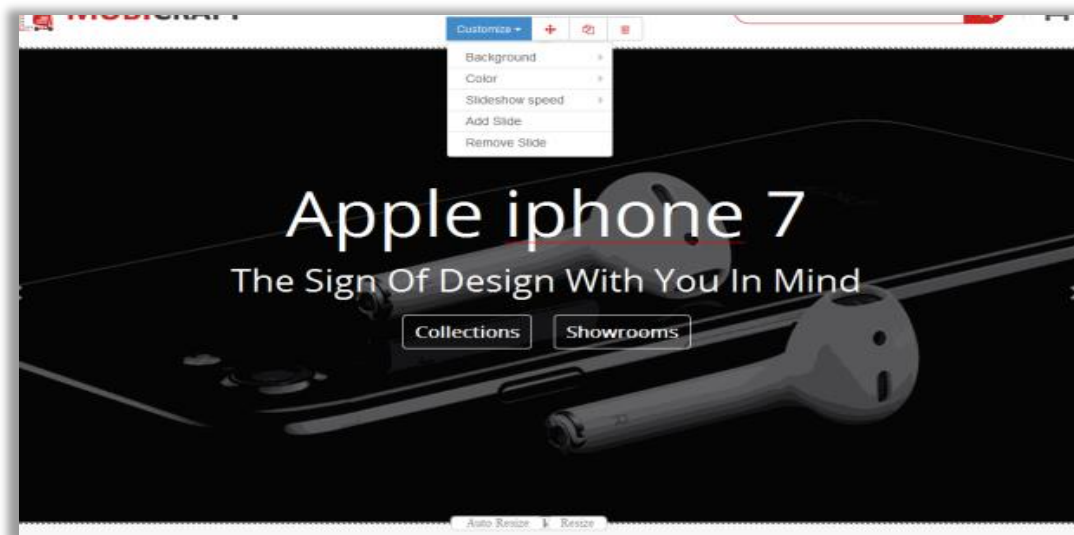 MOBICRAFT
Customize
Background
Color
Slideshow speed
Add Slide
Remove Slide
Apple iphone 7
The Sign Of Design With You In Mind
Collections
Showrooms
Auto Resize
Resize